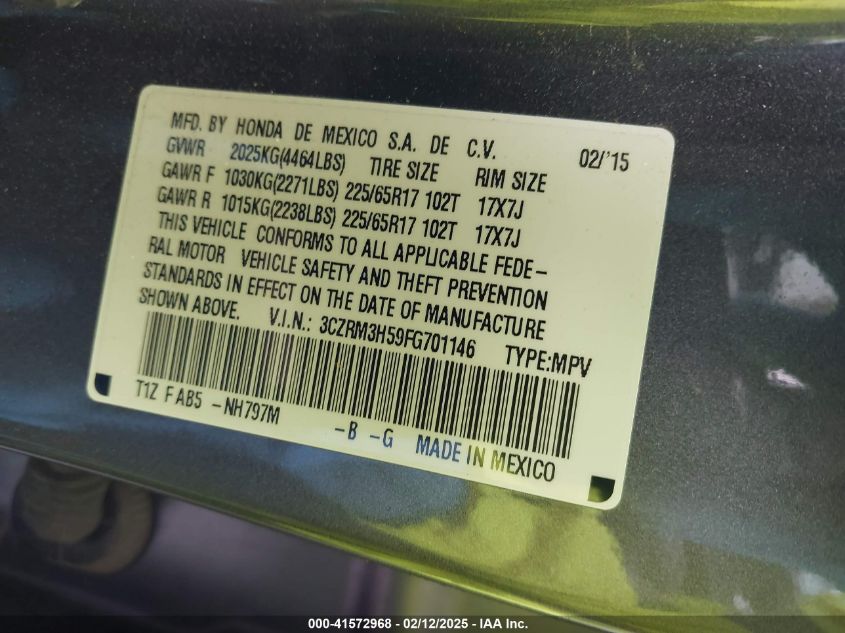 MFD. BY HONDA DE MEXICO S.A. DE C.V. 02/'15
GVWR 2025KG(4464LBS) TIRE SIZE RIM SIZE
GAWR F 1030KG(2271LBS) 225/65R17 102T 17X7J
GAWR R 1015KG(2238LBS) 225/65R17 102T 17X7J
THIS VEHICLE CONFORMS TO ALL APPLICABLE FEDE-
RAL MOTOR VEHICLE SAFETY AND THEFT PREVENTION
STANDARDS IN EFFECT ON THE DATE OF MANUFACTURE
SHOWN ABOVE. V.I.N.: 3CZRM3H59FG701146 TYPE:MPV
T1Z F AB5 -NH797M -B -G MADE IN MEXICO
000-41572968 - 02/12/2025 - IAA Inc.